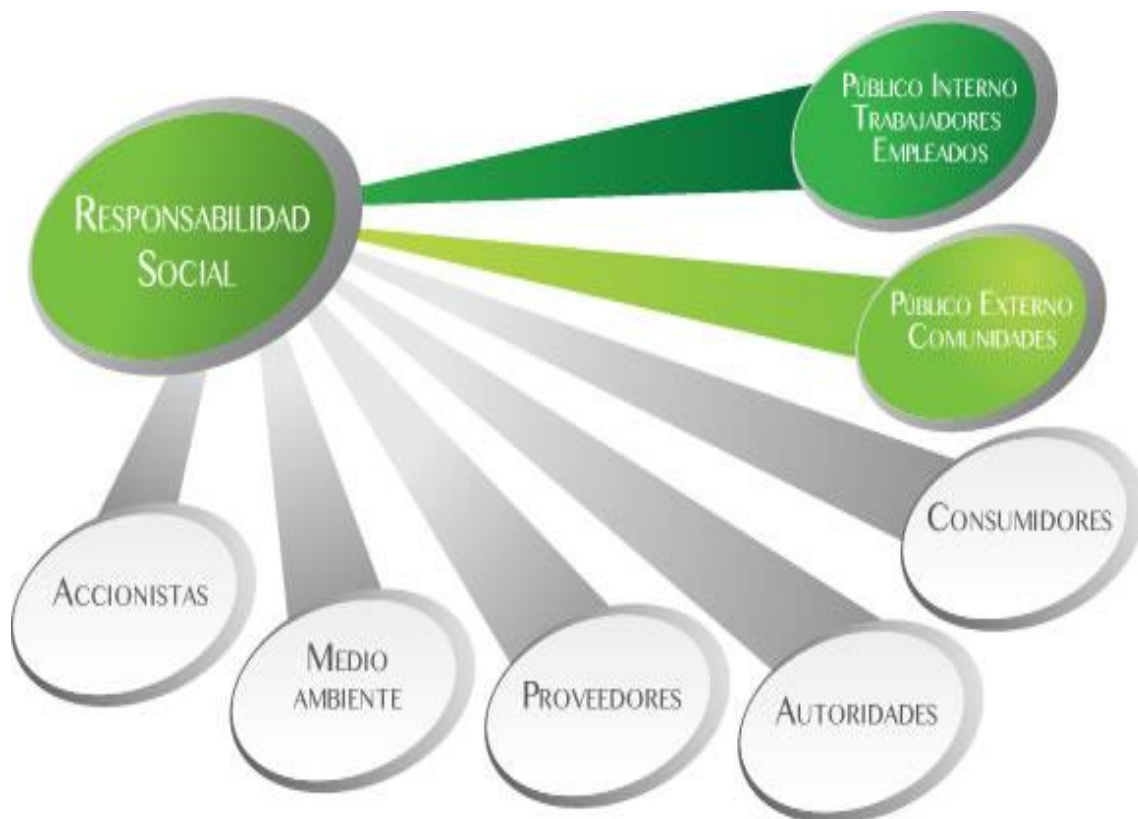 RESPONSABILIDAD
SOCIAL
PÚBLICO INTERNO
TRABAJADORES
EMPLEADOS
PÚBLICO EXTERNO
COMUNIDADES
CONSUMIDORES
AUTORIDADES
PROVEEDORES
MEDIO
AMBIENTE
ACCIONISTAS